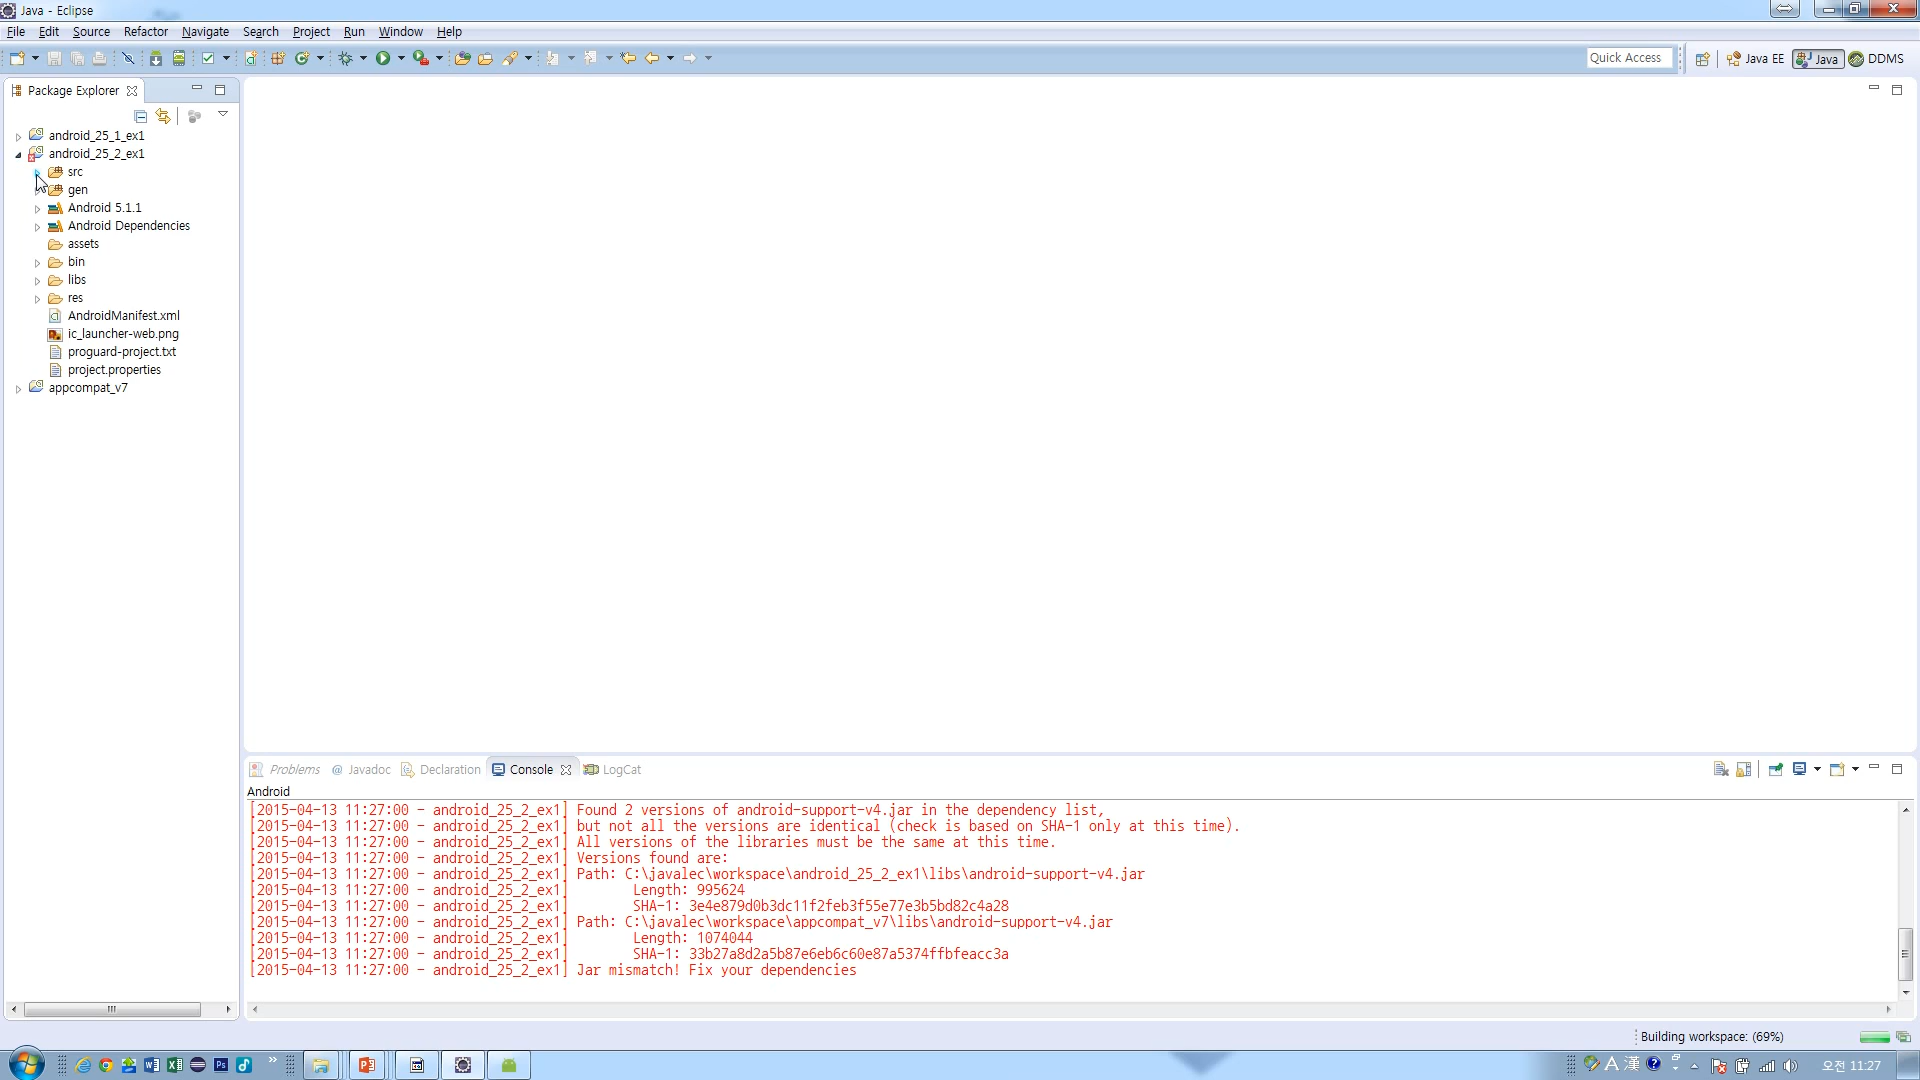 Java - Eclipse
File Edit Source Refactor Navigate Search Project Run Window Help
Quick Access Java EE Java DDMS
Package Explorer
android_25_1_ex1
android_25_2_ex1
src
gen
Android 5.1.1
Android Dependencies
assets
bin
libs
res
AndroidManifest.xml
ic_launcher-web.png
proguard-project.txt
project.properties
appcompat_v7
Problems @ Javadoc Declaration Console LogCat
Android
[2015-04-13 11:27:00 - android_25_2_ex1] Found 2 versions of android-support-v4.jar in the dependency list,
[2015-04-13 11:27:00 - android_25_2_ex1] but not all the versions are identical (check is based on SHA-1 only at this time).
[2015-04-13 11:27:00 - android_25_2_ex1] All versions of the libraries must be the same at this time.
[2015-04-13 11:27:00 - android_25_2_ex1] Versions found are:
[2015-04-13 11:27:00 - android_25_2_ex1] Path: C:\javalec\workspace\android_25_2_ex1\libs\android-support-v4.jar
[2015-04-13 11:27:00 - android_25_2_ex1] Length: 995624
[2015-04-13 11:27:00 - android_25_2_ex1] SHA-1: 3e4e879d0b3dc11f2feb3f55e77e3b5bd82c4a28
[2015-04-13 11:27:00 - android_25_2_ex1] Path: C:\javalec\workspace\appcompat_v7\libs\android-support-v4.jar
[2015-04-13 11:27:00 - android_25_2_ex1] Length: 1074044
[2015-04-13 11:27:00 - android_25_2_ex1] SHA-1: 33b27a8d2a5b87e6eb6c60e87a5374ffbfeacc3a
[2015-04-13 11:27:00 - android_25_2_ex1] Jar mismatch! Fix your dependencies
Building workspace: (69%)
A 漢 오전 11:27